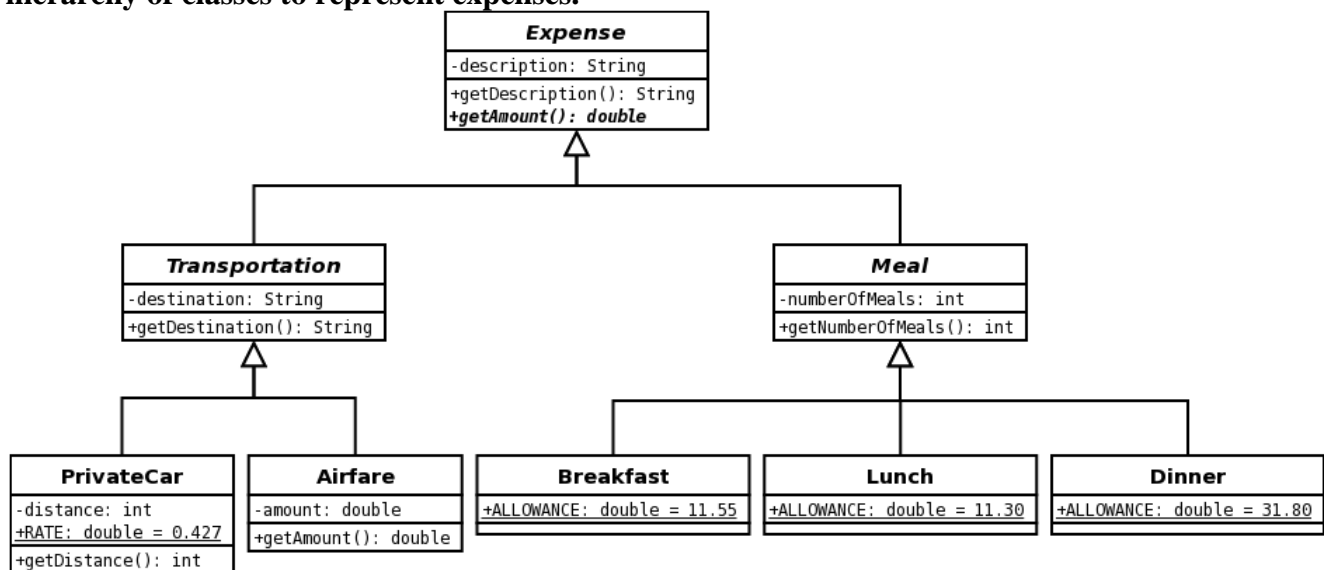 hierarchy of classes to represent expenses.
Expense
-description: String
+getDescription(): String
+getAmount(): double
Transportation
-destination: String
+getDestination(): String
Meal
-numberOfMeals: int
+getNumberOfMeals(): int
PrivateCar
-distance: int
+RATE: double = 0.427
+getDistance(): int
Airfare
-amount: double
+getAmount(): double
Breakfast
+ALLOWANCE: double = 11.55
Lunch
+ALLOWANCE: double = 11.30
Dinner
+ALLOWANCE: double = 31.80